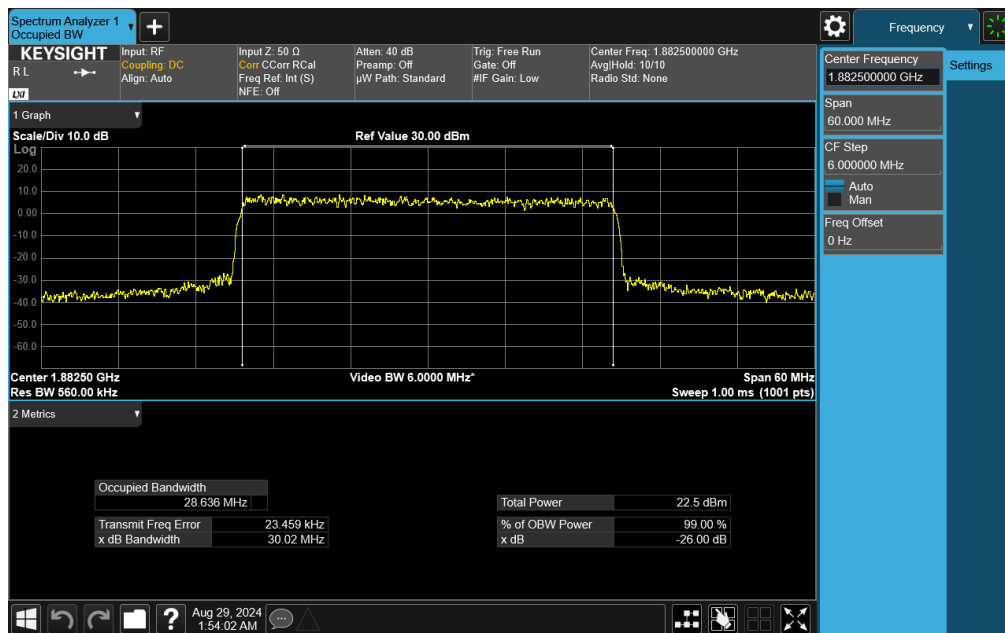 Spectrum Analyzer 1
Occupied BW
+
Frequency
KEYSIGHT
R L
LXI
Input: RF
Coupling: DC
Align: Auto
Input Z: 50 Ω
Corr CCorr RCal
Freq Ref: Int (S)
NFE: Off
Atten: 40 dB
Preamp: Off
µW Path: Standard
Trig: Free Run
Gate: Off
#IF Gain: Low
Center Freq: 1.882500000 GHz
Avg|Hold: 10/10
Radio Std: None
Center Frequency
1.882500000 GHz
Settings
Span
60.000 MHz
CF Step
6.000000 MHz
Auto
Man
Freq Offset
0 Hz
1 Graph
Scale/Div 10.0 dB
Ref Value 30.00 dBm
Log
20.0
10.0
0.00
-10.0
-20.0
-30.0
-40.0
-50.0
-60.0
Center 1.88250 GHz
Video BW 6.0000 MHz*
Span 60 MHz
Res BW 560.00 kHz
Sweep 1.00 ms (1001 pts)
2 Metrics
Occupied Bandwidth
28.636 MHz
Total Power 22.5 dBm
Transmit Freq Error 23.459 kHz
% of OBW Power 99.00 %
x dB Bandwidth 30.02 MHz
x dB -26.00 dB
?
Aug 29, 2024
1:54:02 AM